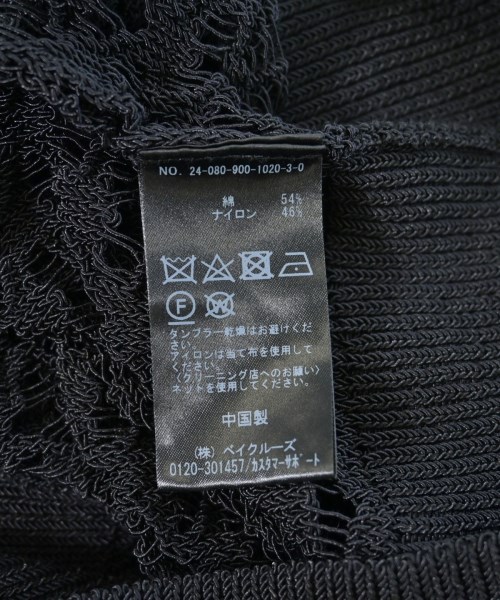 NO. 24-080-900-1020-3-0
綿 54%
ナイロン 46%
F W
タンブラー乾燥はお避けくだ
さい。
アイロンは当て布を使用して
ください。
〈クリーニング店へのお願い〉
ネットを使用してください。
中国製
(株) ベイクルーズ
0120-301457/カスタマーサポート